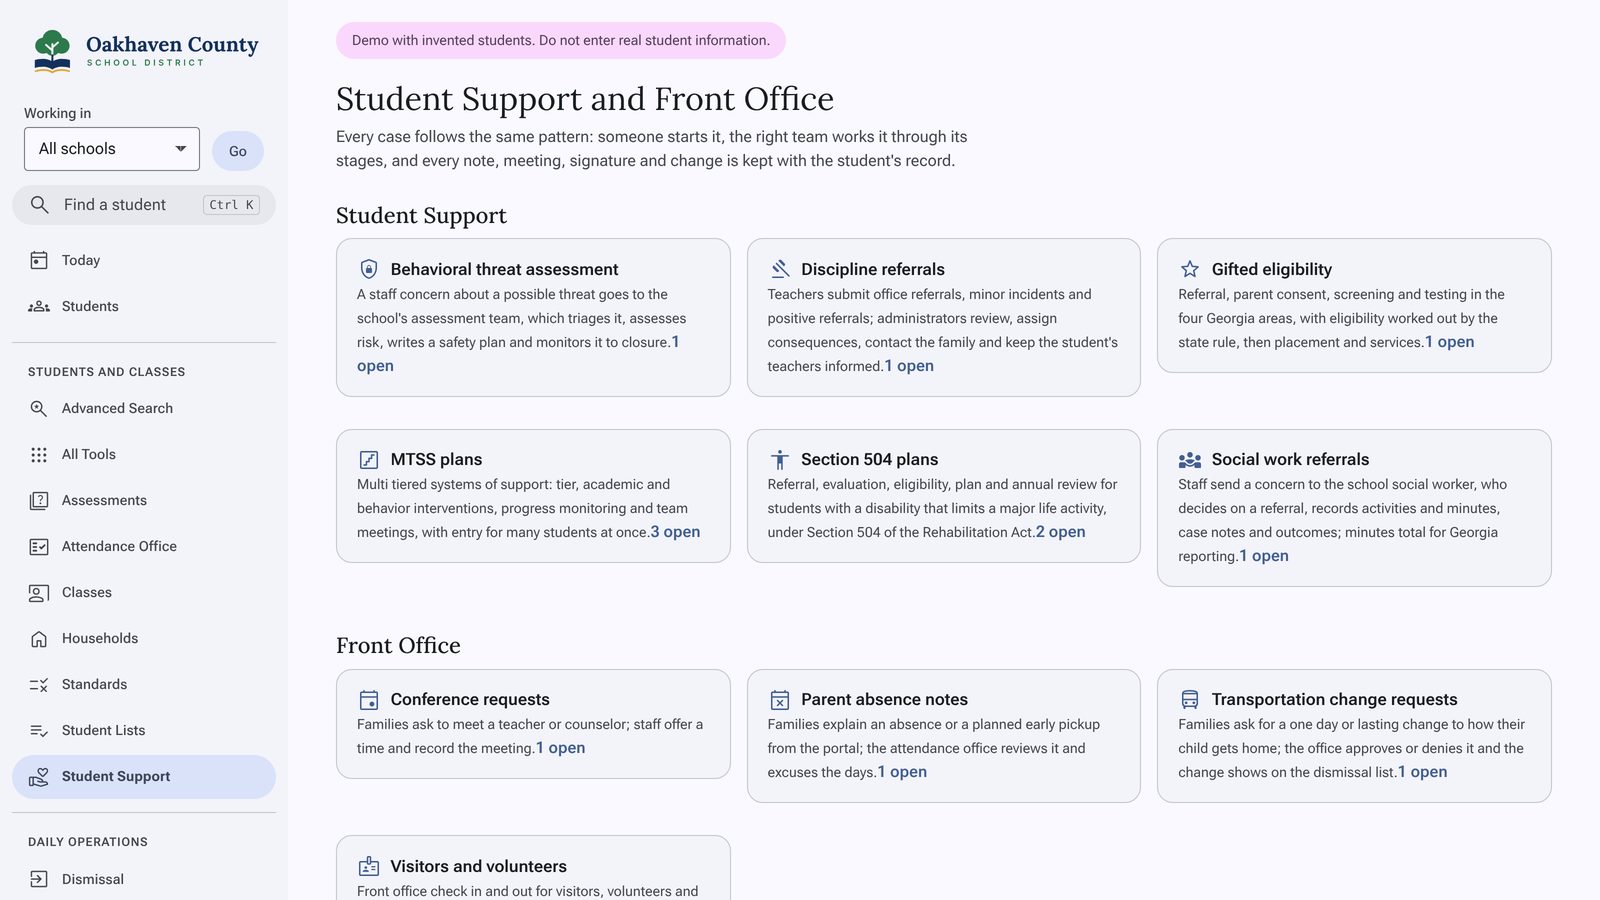 Oakhaven County
SCHOOL DISTRICT
Working in
All schools
Go
Find a student
Ctrl K
Today
Students
STUDENTS AND CLASSES
Advanced Search
All Tools
Assessments
Attendance Office
Classes
Households
Standards
Student Lists
Student Support
DAILY OPERATIONS
Dismissal
Demo with invented students. Do not enter real student information.
Student Support and Front Office
Every case follows the same pattern: someone starts it, the right team works it through its
stages, and every note, meeting, signature and change is kept with the student's record.
Student Support
Behavioral threat assessment
A staff concern about a possible threat goes to the
school's assessment team, which triages it, assesses
risk, writes a safety plan and monitors it to closure.1
open
Discipline referrals
Teachers submit office referrals, minor incidents and
positive referrals; administrators review, assign
consequences, contact the family and keep the student's
teachers informed.1 open
Gifted eligibility
Referral, parent consent, screening and testing in the
four Georgia areas, with eligibility worked out by the
state rule, then placement and services.1 open
MTSS plans
Multi tiered systems of support: tier, academic and
behavior interventions, progress monitoring and team
meetings, with entry for many students at once.3 open
Section 504 plans
Referral, evaluation, eligibility, plan and annual review for
students with a disability that limits a major life activity,
under Section 504 of the Rehabilitation Act.2 open
Social work referrals
Staff send a concern to the school social worker, who
decides on a referral, records activities and minutes,
case notes and outcomes; minutes total for Georgia
reporting.1 open
Front Office
Conference requests
Families ask to meet a teacher or counselor; staff offer a
time and record the meeting.1 open
Parent absence notes
Families explain an absence or a planned early pickup
from the portal; the attendance office reviews it and
excuses the days.1 open
Transportation change requests
Families ask for a one day or lasting change to how their
child gets home; the office approves or denies it and the
change shows on the dismissal list.1 open
Visitors and volunteers
Front office check in and out for visitors, volunteers and